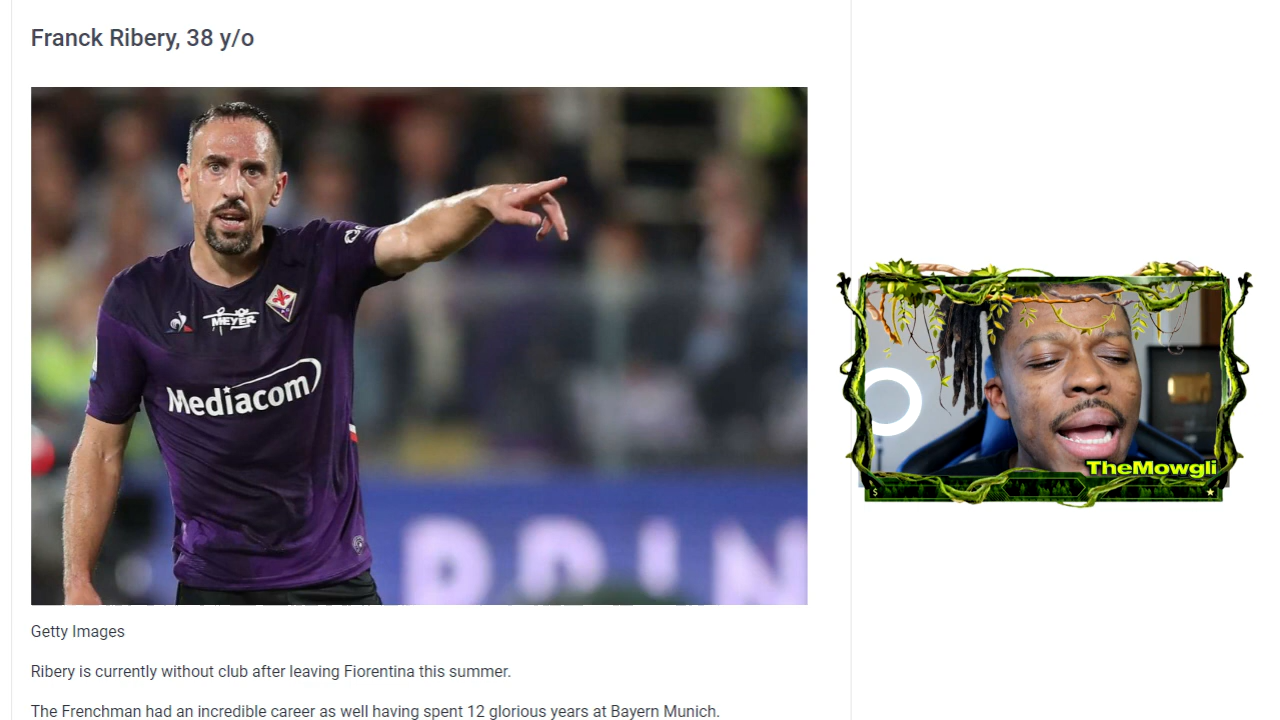 Franck Ribery, 38 y/o
MEYER
Mediacom
TheMowgli
$
Getty Images
Ribery is currently without club after leaving Fiorentina this summer.
The Frenchman had an incredible career as well having spent 12 glorious years at Bayern Munich.